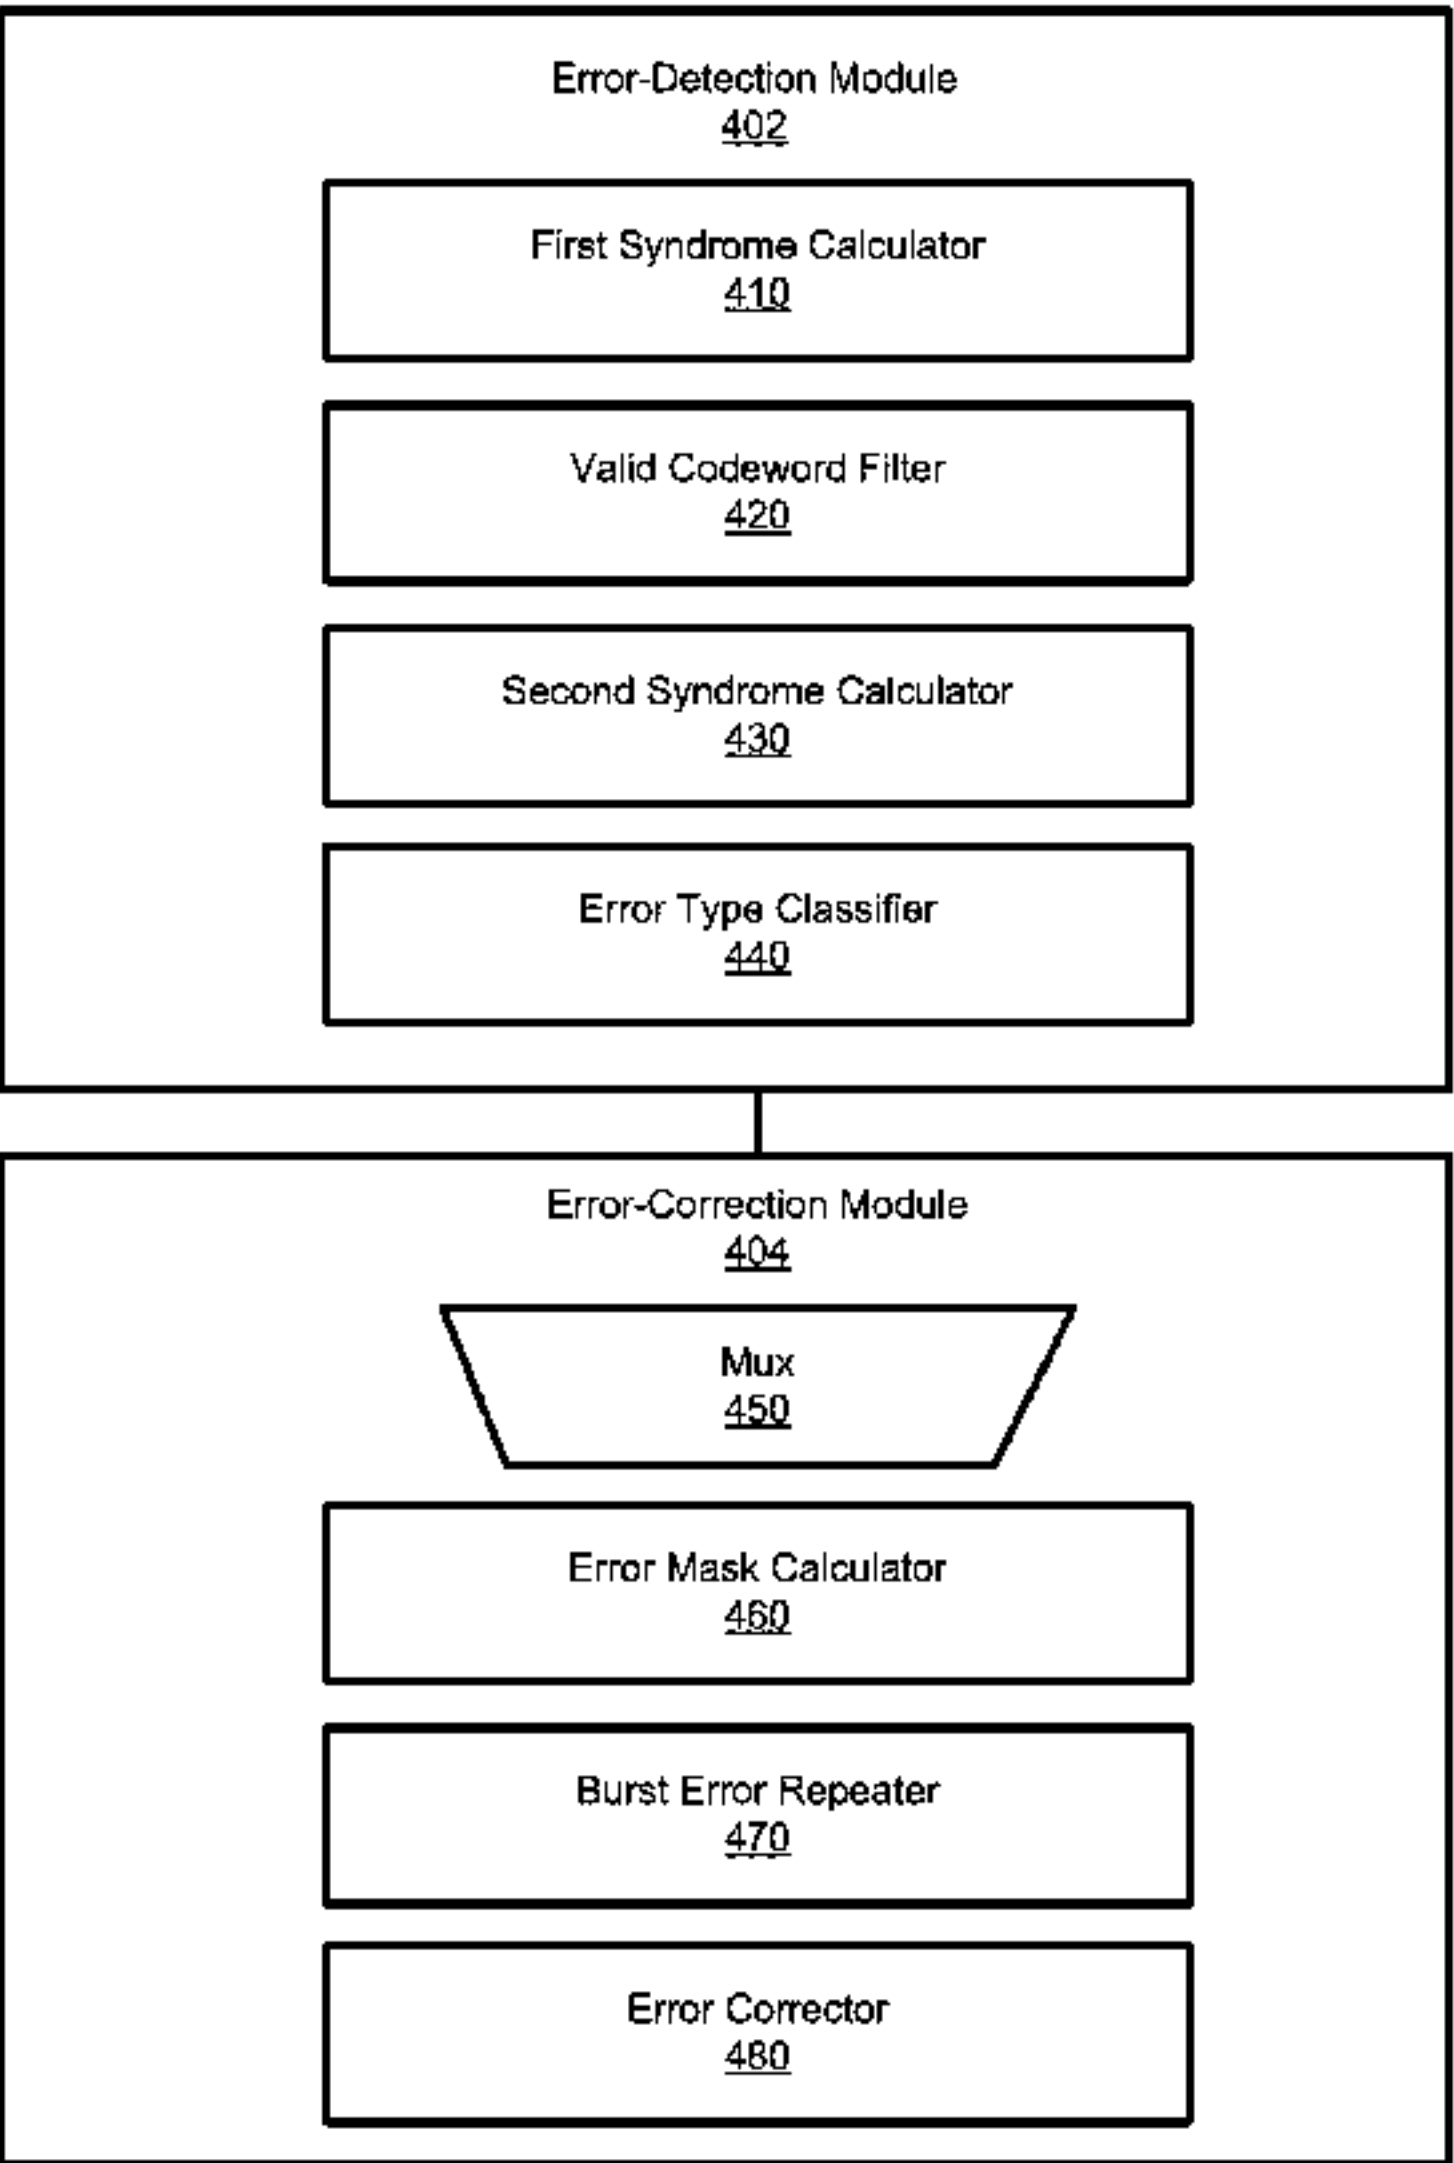 Error-Detection Module
402
First Syndrome Calculator
410
Valid Codeword Filter
420
Second Syndrome Calculator
430
Error Type Classifier
440
Error-Correction Module
404
Mux
450
Error Mask Calculator
460
Burst Error Repeater
470
Error Corrector
480